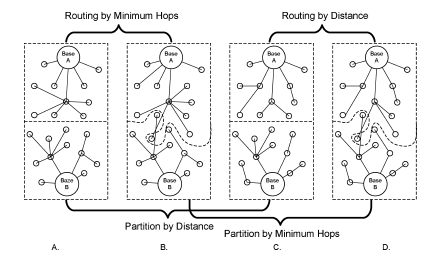 Routing by Minimum Hops
Routing by Distance
Base
A
Base
A
Base
A
Base
A
Base
B
Base
B
Base
B
Base
B
Partition by Distance
Partition by Minimum Hops
A.
B.
C.
D.